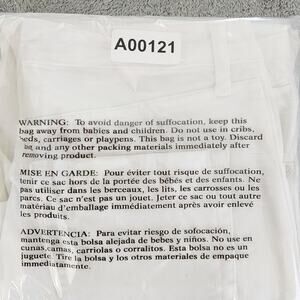 A00121
WARNING: To avoid danger of suffocation, keep this
bag away from babies and children. Do not use in cribs,
beds, carriages or playpens. This bag is not a toy. Discard
bag and any other packing materials immediately after
removing product.
MISE EN GARDE: Pour éviter tout risque de suffocation,
tenir ce sac hors de la portée des bébés et des enfants. Ne
pas utiliser dans les berceaux, les lits, les carosses ou les
parcs. Ce sac n'est pas un jouet. Jeter ce sac ou tout autre
matériau d'emballage immédiatement après avoir enlevé
les produits.
ADVERTENCIA: Para evitar riesgo de sofocación,
mantenga esta bolsa alejada de bebes y niños. No use en
cunas,camas, carriolas o corralitos. Esta bolsa no es un
juguete. Tire la bolsa y los otros materiales de empaque
immediatamente.